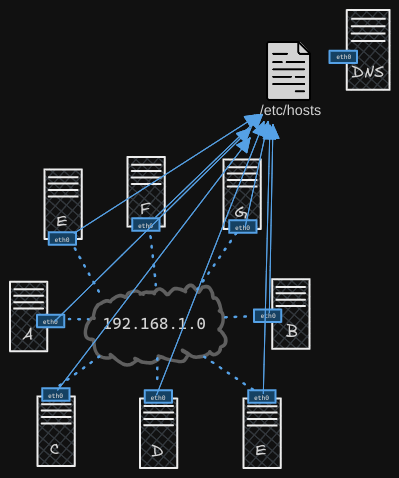 eth0
DNS
/etc/hosts
E
eth0
F
eth0
G
eth0
A
eth0
192.168.1.0
eth0
B
eth0
C
eth0
D
eth0
E